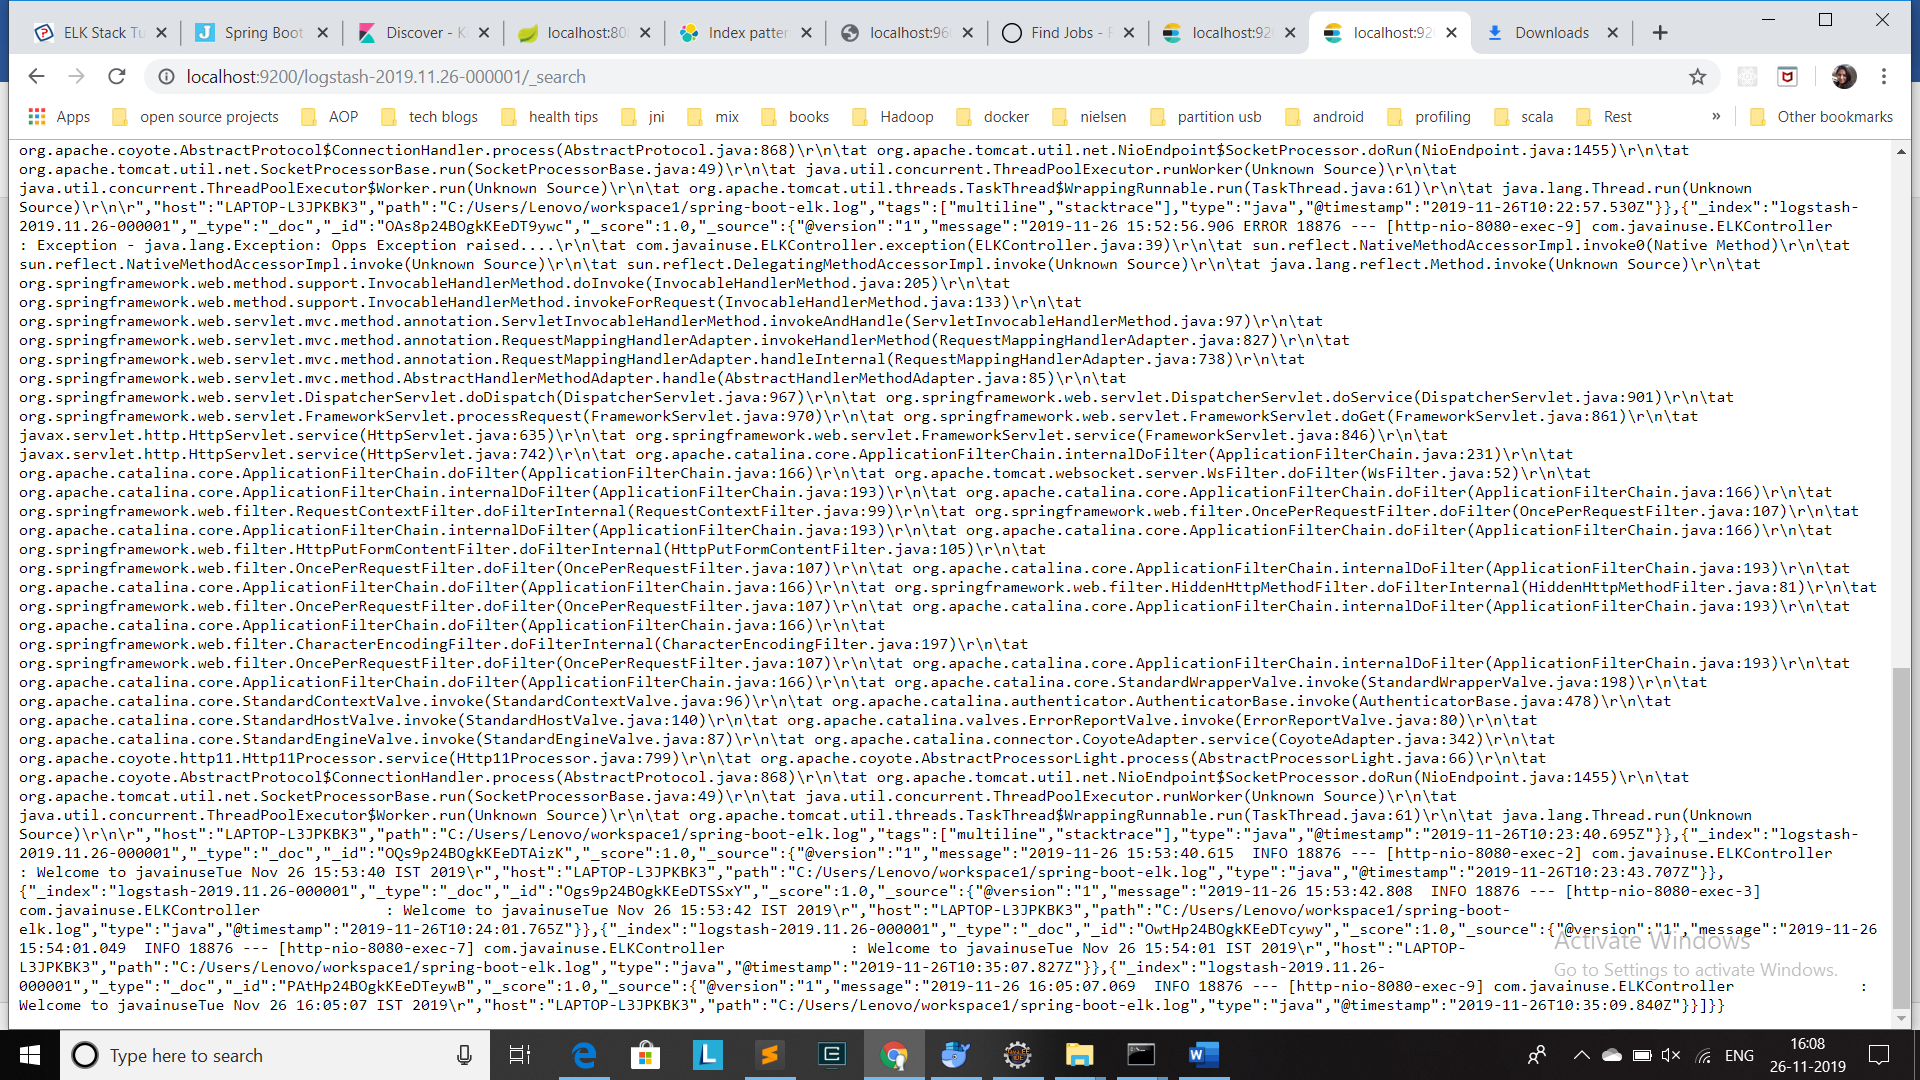 ELK Stack Tu
Spring Boot
Discover - K
localhost:80
Index patter
localhost:96
Find Jobs - F
localhost:92
localhost:92
Downloads
localhost:9200/logstash-2019.11.26-000001/_search
Apps open source projects AOP tech blogs health tips jni mix books Hadoop docker nielsen partition usb android profiling scala Rest » Other bookmarks
org.apache.coyote.AbstractProtocol$ConnectionHandler.process(AbstractProtocol.java:868)\r\n\tat org.apache.tomcat.util.net.NioEndpoint$SocketProcessor.doRun(NioEndpoint.java:1455)\r\n\tat
org.apache.tomcat.util.net.SocketProcessorBase.run(SocketProcessorBase.java:49)\r\n\tat java.util.concurrent.ThreadPoolExecutor.runWorker(Unknown Source)\r\n\tat
java.util.concurrent.ThreadPoolExecutor$Worker.run(Unknown Source)\r\n\tat org.apache.tomcat.util.threads.TaskThread$WrappingRunnable.run(TaskThread.java:61)\r\n\tat java.lang.Thread.run(Unknown
Source)\r\n\r","host":"LAPTOP-L3JPKBK3","path":"C:/Users/Lenovo/workspace1/spring-boot-elk.log","tags":["multiline","stacktrace"],"type":"java","@timestamp":"2019-11-26T10:22:57.530Z"}},{"_index":"logstash-
2019.11.26-000001","_type":"_doc","_id":"OAs8p24BOgkKEeDT9ywc","_score":1.0,"_source":{"@version":"1","message":"2019-11-26 15:52:56.906 ERROR 18876 --- [http-nio-8080-exec-9] com.javainuse.ELKController
: Exception - java.lang.Exception: Opps Exception raised....\r\n\tat com.javainuse.ELKController.exception(ELKController.java:39)\r\n\tat sun.reflect.NativeMethodAccessorImpl.invoke0(Native Method)\r\n\tat
sun.reflect.NativeMethodAccessorImpl.invoke(Unknown Source)\r\n\tat sun.reflect.DelegatingMethodAccessorImpl.invoke(Unknown Source)\r\n\tat java.lang.reflect.Method.invoke(Unknown Source)\r\n\tat
org.springframework.web.method.support.InvocableHandlerMethod.doInvoke(InvocableHandlerMethod.java:205)\r\n\tat
org.springframework.web.method.support.InvocableHandlerMethod.invokeForRequest(InvocableHandlerMethod.java:133)\r\n\tat
org.springframework.web.servlet.mvc.method.annotation.ServletInvocableHandlerMethod.invokeAndHandle(ServletInvocableHandlerMethod.java:97)\r\n\tat
org.springframework.web.servlet.mvc.method.annotation.RequestMappingHandlerAdapter.invokeHandlerMethod(RequestMappingHandlerAdapter.java:827)\r\n\tat
org.springframework.web.servlet.mvc.method.annotation.RequestMappingHandlerAdapter.handleInternal(RequestMappingHandlerAdapter.java:738)\r\n\tat
org.springframework.web.servlet.mvc.method.AbstractHandlerMethodAdapter.handle(AbstractHandlerMethodAdapter.java:85)\r\n\tat
org.springframework.web.servlet.DispatcherServlet.doDispatch(DispatcherServlet.java:967)\r\n\tat org.springframework.web.servlet.DispatcherServlet.doService(DispatcherServlet.java:901)\r\n\tat
org.springframework.web.servlet.FrameworkServlet.processRequest(FrameworkServlet.java:970)\r\n\tat org.springframework.web.servlet.FrameworkServlet.doGet(FrameworkServlet.java:861)\r\n\tat
javax.servlet.http.HttpServlet.service(HttpServlet.java:635)\r\n\tat org.springframework.web.servlet.FrameworkServlet.service(FrameworkServlet.java:846)\r\n\tat
javax.servlet.http.HttpServlet.service(HttpServlet.java:742)\r\n\tat org.apache.catalina.core.ApplicationFilterChain.internalDoFilter(ApplicationFilterChain.java:231)\r\n\tat
org.apache.catalina.core.ApplicationFilterChain.doFilter(ApplicationFilterChain.java:166)\r\n\tat org.apache.tomcat.websocket.server.WsFilter.doFilter(WsFilter.java:52)\r\n\tat
org.apache.catalina.core.ApplicationFilterChain.internalDoFilter(ApplicationFilterChain.java:193)\r\n\tat org.apache.catalina.core.ApplicationFilterChain.doFilter(ApplicationFilterChain.java:166)\r\n\tat
org.springframework.web.filter.RequestContextFilter.doFilterInternal(RequestContextFilter.java:99)\r\n\tat org.springframework.web.filter.OncePerRequestFilter.doFilter(OncePerRequestFilter.java:107)\r\n\tat
org.apache.catalina.core.ApplicationFilterChain.internalDoFilter(ApplicationFilterChain.java:193)\r\n\tat org.apache.catalina.core.ApplicationFilterChain.doFilter(ApplicationFilterChain.java:166)\r\n\tat
org.springframework.web.filter.HttpPutFormContentFilter.doFilterInternal(HttpPutFormContentFilter.java:105)\r\n\tat
org.springframework.web.filter.OncePerRequestFilter.doFilter(OncePerRequestFilter.java:107)\r\n\tat org.apache.catalina.core.ApplicationFilterChain.internalDoFilter(ApplicationFilterChain.java:193)\r\n\tat
org.apache.catalina.core.ApplicationFilterChain.doFilter(ApplicationFilterChain.java:166)\r\n\tat org.springframework.web.filter.HiddenHttpMethodFilter.doFilterInternal(HiddenHttpMethodFilter.java:81)\r\n\tat
org.springframework.web.filter.OncePerRequestFilter.doFilter(OncePerRequestFilter.java:107)\r\n\tat org.apache.catalina.core.ApplicationFilterChain.internalDoFilter(ApplicationFilterChain.java:193)\r\n\tat
org.apache.catalina.core.ApplicationFilterChain.doFilter(ApplicationFilterChain.java:166)\r\n\tat
org.springframework.web.filter.CharacterEncodingFilter.doFilterInternal(CharacterEncodingFilter.java:197)\r\n\tat
org.springframework.web.filter.OncePerRequestFilter.doFilter(OncePerRequestFilter.java:107)\r\n\tat org.apache.catalina.core.ApplicationFilterChain.internalDoFilter(ApplicationFilterChain.java:193)\r\n\tat
org.apache.catalina.core.ApplicationFilterChain.doFilter(ApplicationFilterChain.java:166)\r\n\tat org.apache.catalina.core.StandardWrapperValve.invoke(StandardWrapperValve.java:198)\r\n\tat
org.apache.catalina.core.StandardContextValve.invoke(StandardContextValve.java:96)\r\n\tat org.apache.catalina.authenticator.AuthenticatorBase.invoke(AuthenticatorBase.java:478)\r\n\tat
org.apache.catalina.core.StandardHostValve.invoke(StandardHostValve.java:140)\r\n\tat org.apache.catalina.valves.ErrorReportValve.invoke(ErrorReportValve.java:80)\r\n\tat
org.apache.catalina.core.StandardEngineValve.invoke(StandardEngineValve.java:87)\r\n\tat org.apache.catalina.connector.CoyoteAdapter.service(CoyoteAdapter.java:342)\r\n\tat
org.apache.coyote.http11.Http11Processor.service(Http11Processor.java:799)\r\n\tat org.apache.coyote.AbstractProcessorLight.process(AbstractProcessorLight.java:66)\r\n\tat
org.apache.coyote.AbstractProtocol$ConnectionHandler.process(AbstractProtocol.java:868)\r\n\tat org.apache.tomcat.util.net.NioEndpoint$SocketProcessor.doRun(NioEndpoint.java:1455)\r\n\tat
org.apache.tomcat.util.net.SocketProcessorBase.run(SocketProcessorBase.java:49)\r\n\tat java.util.concurrent.ThreadPoolExecutor.runWorker(Unknown Source)\r\n\tat
java.util.concurrent.ThreadPoolExecutor$Worker.run(Unknown Source)\r\n\tat org.apache.tomcat.util.threads.TaskThread$WrappingRunnable.run(TaskThread.java:61)\r\n\tat java.lang.Thread.run(Unknown
Source)\r\n\r","host":"LAPTOP-L3JPKBK3","path":"C:/Users/Lenovo/workspace1/spring-boot-elk.log","tags":["multiline","stacktrace"],"type":"java","@timestamp":"2019-11-26T10:23:40.695Z"}},{"_index":"logstash-
2019.11.26-000001","_type":"_doc","_id":"OQs9p24BOgkKEeDTAizK","_score":1.0,"_source":{"@version":"1","message":"2019-11-26 15:53:40.615  INFO 18876 --- [http-nio-8080-exec-2] com.javainuse.ELKController
: Welcome to javainuseTue Nov 26 15:53:40 IST 2019\r","host":"LAPTOP-L3JPKBK3","path":"C:/Users/Lenovo/workspace1/spring-boot-elk.log","type":"java","@timestamp":"2019-11-26T10:23:43.707Z"}},
{"_index":"logstash-2019.11.26-000001","_type":"_doc","_id":"Ogs9p24BOgkKEeDTSSxY","_score":1.0,"_source":{"@version":"1","message":"2019-11-26 15:53:42.808  INFO 18876 --- [http-nio-8080-exec-3]
com.javainuse.ELKController              : Welcome to javainuseTue Nov 26 15:53:42 IST 2019\r","host":"LAPTOP-L3JPKBK3","path":"C:/Users/Lenovo/workspace1/spring-boot-
elk.log","type":"java","@timestamp":"2019-11-26T10:24:01.765Z"}},{"_index":"logstash-2019.11.26-000001","_type":"_doc","_id":"OwtHp24BOgkKEeDTcywy","_score":1.0,"_source":{"@version":"1","message":"2019-11-26
15:54:01.049  INFO 18876 --- [http-nio-8080-exec-7] com.javainuse.ELKController              : Welcome to javainuseTue Nov 26 15:54:01 IST 2019\r","host":"LAPTOP-
L3JPKBK3","path":"C:/Users/Lenovo/workspace1/spring-boot-elk.log","type":"java","@timestamp":"2019-11-26T10:35:07.827Z"}},{"_index":"logstash-2019.11.26-
000001","_type":"_doc","_id":"PAtHp24BOgkKEeDTeywB","_score":1.0,"_source":{"@version":"1","message":"2019-11-26 16:05:07.069  INFO 18876 --- [http-nio-8080-exec-9] com.javainuse.ELKController              :
Welcome to javainuseTue Nov 26 16:05:07 IST 2019\r","host":"LAPTOP-L3JPKBK3","path":"C:/Users/Lenovo/workspace1/spring-boot-elk.log","type":"java","@timestamp":"2019-11-26T10:35:09.840Z"}}]}}
Activate Windows
Go to Settings to activate Windows.
Type here to search
ENG
16:08
26-11-2019